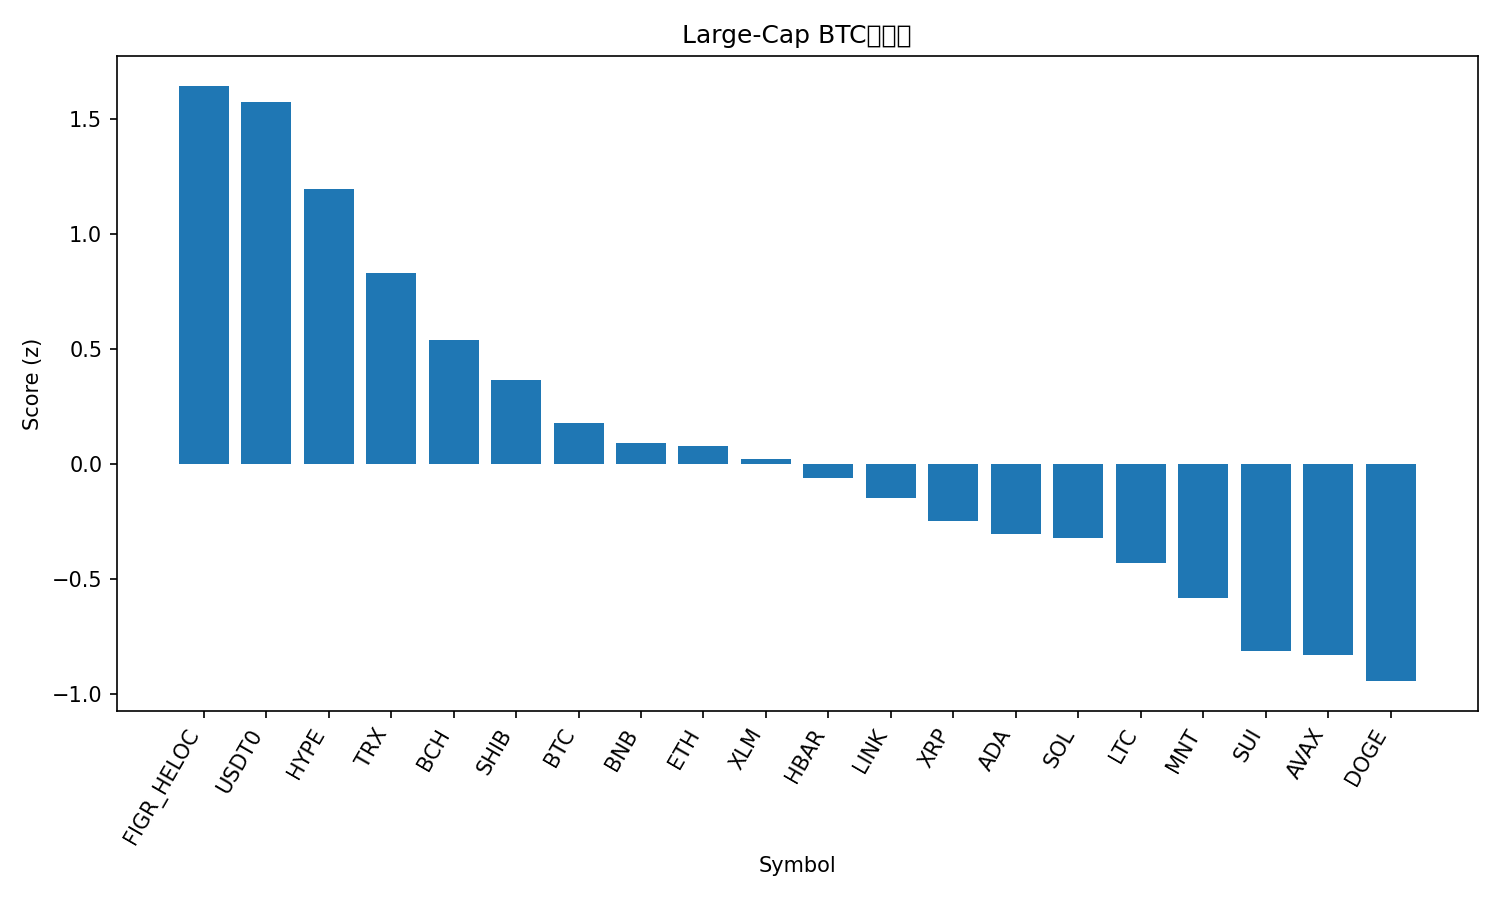 Large-Cap BTC
1.5
1.0
0.5
0.0
−0.5
−1.0
Score (z)
FIGR_HELOC
USDT0
HYPE
TRX
BCH
SHIB
BTC
BNB
ETH
XLM
HBAR
LINK
XRP
ADA
SOL
LTC
MNT
SUI
AVAX
DOGE
Symbol